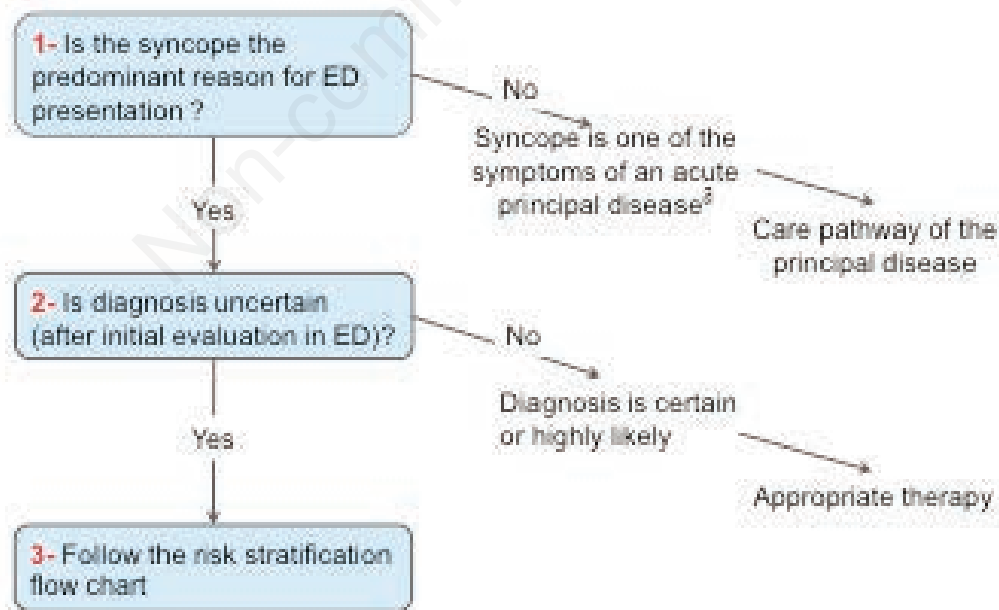 1- Is the syncope the
predominant reason for ED
presentation ?
No
Syncope is one of the
symptoms of an acute
principal disease
Care pathway of the
principal disease
Yes
2- Is diagnosis uncertain
(after initial evaluation in ED)?
No
Diagnosis is certain
or highly likely
Appropriate therapy
Yes
3- Follow the risk stratification
flow chart
Non-com